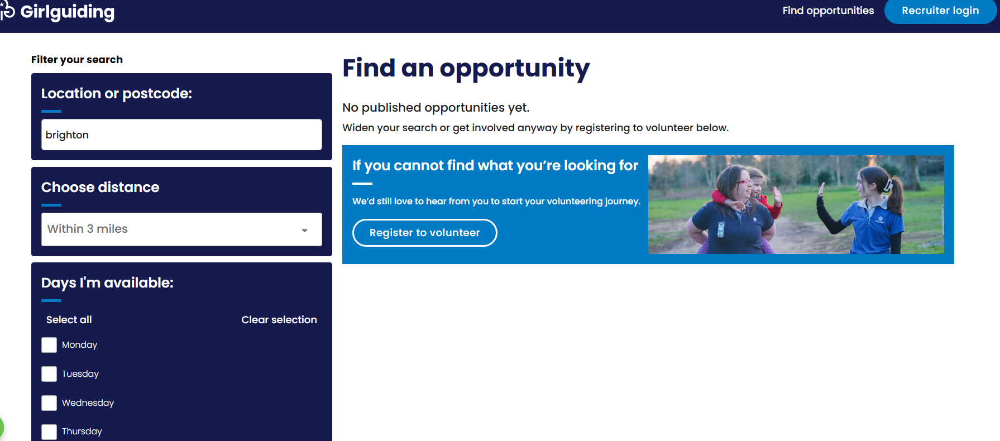 Girlguiding
Find opportunities
Recruiter login
Filter your search
Location or postcode:
brighton
Choose distance
Within 3 miles
Days I'm available:
Select all
Clear selection
Monday
Tuesday
Wednesday
Thursday
Find an opportunity
No published opportunities yet.
Widen your search or get involved anyway by registering to volunteer below.
If you cannot find what you’re looking for
We’d still love to hear from you to start your volunteering journey.
Register to volunteer